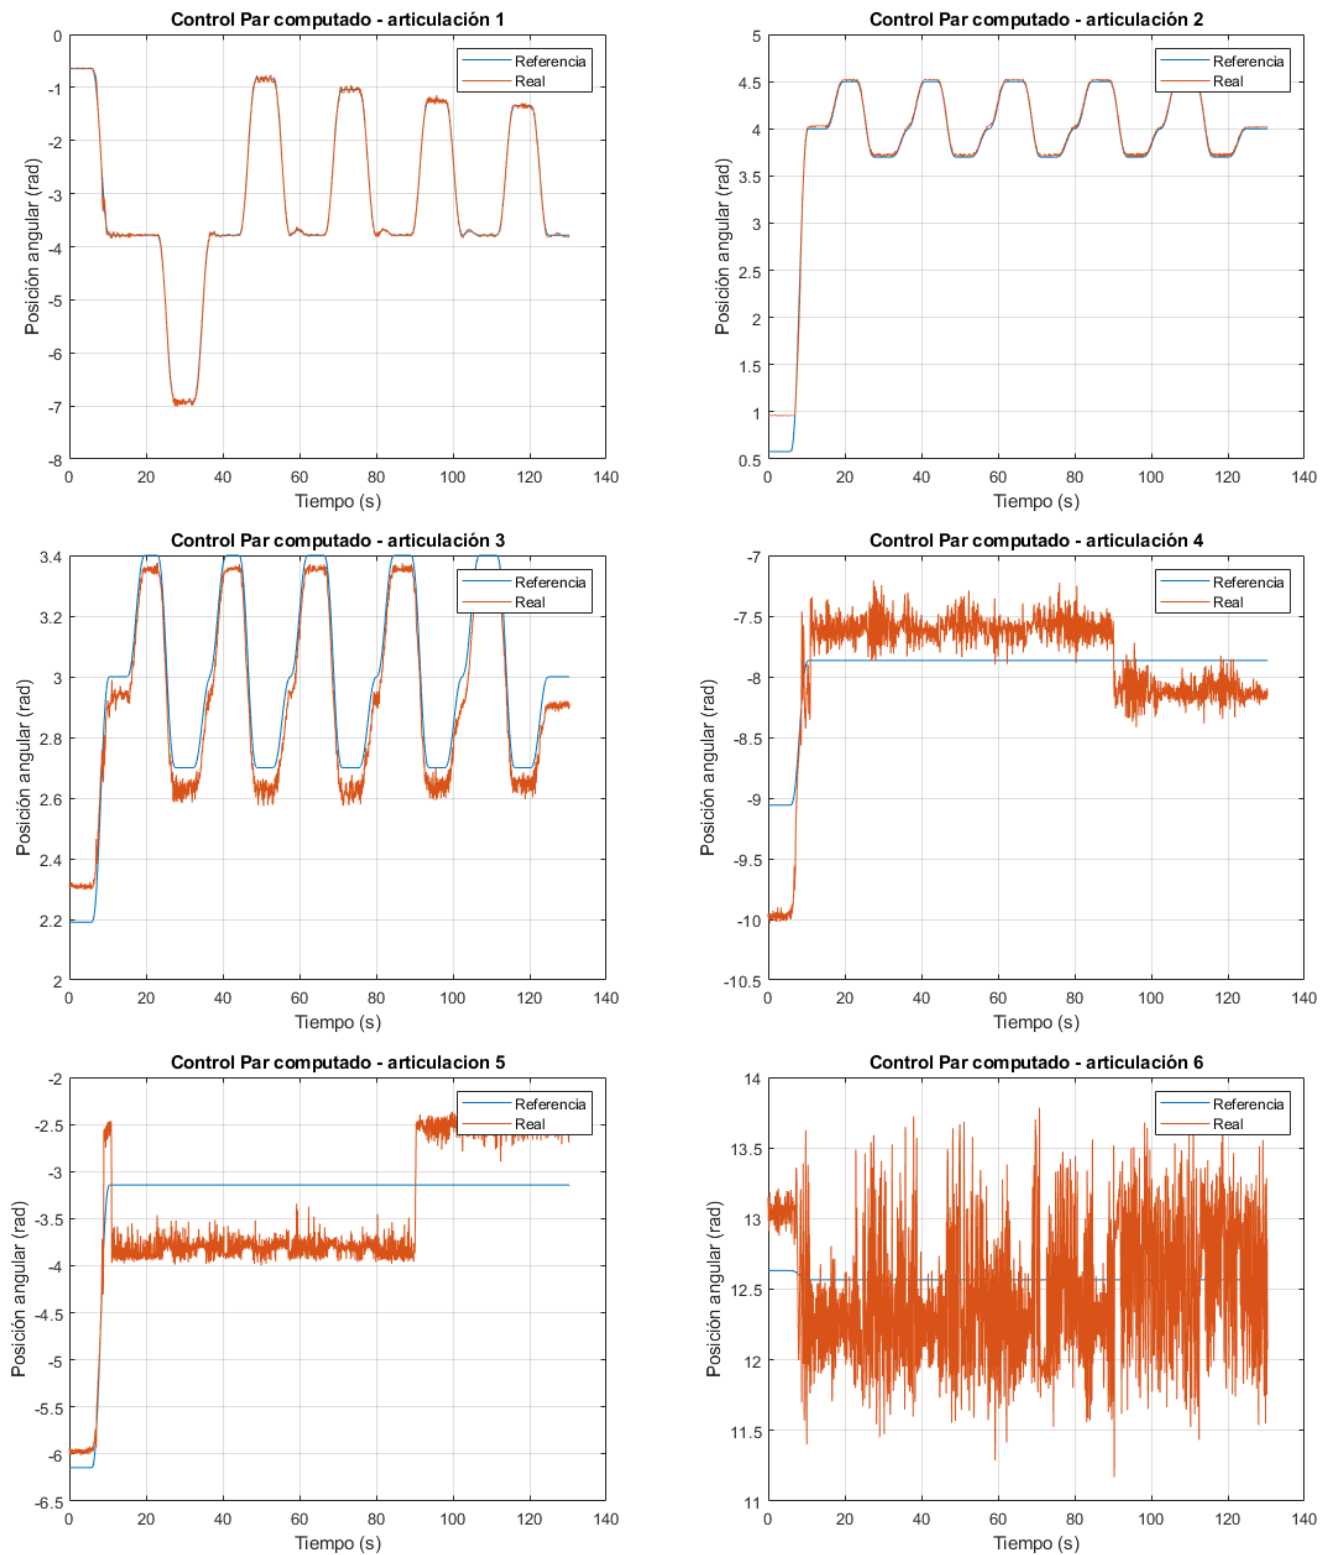 Control Par computado - articulación 1
0
-1
-2
-3
-4
-5
-6
-7
-8
Posición angular (rad)
Referencia
Real
0 20 40 60 80 100 120 140
Tiempo (s)
Control Par computado - articulación 2
5
4.5
4
3.5
3
2.5
2
1.5
1
0.5
Posición angular (rad)
Referencia
Real
0 20 40 60 80 100 120 140
Tiempo (s)
Control Par computado - articulación 3
3.4
3.2
3
2.8
2.6
2.4
2.2
2
Posición angular (rad)
Referencia
Real
0 20 40 60 80 100 120 140
Tiempo (s)
Control Par computado - articulación 4
-7
-7.5
-8
-8.5
-9
-9.5
-10
-10.5
Posición angular (rad)
Referencia
Real
0 20 40 60 80 100 120 140
Tiempo (s)
Control Par computado - articulacion 5
-2
-2.5
-3
-3.5
-4
-4.5
-5
-5.5
-6
-6.5
Posición angular (rad)
Referencia
Real
0 20 40 60 80 100 120 140
Tiempo (s)
Control Par computado - articulación 6
14
13.5
13
12.5
12
11.5
11
Posición angular (rad)
Referencia
Real
0 20 40 60 80 100 120 140
Tiempo (s)